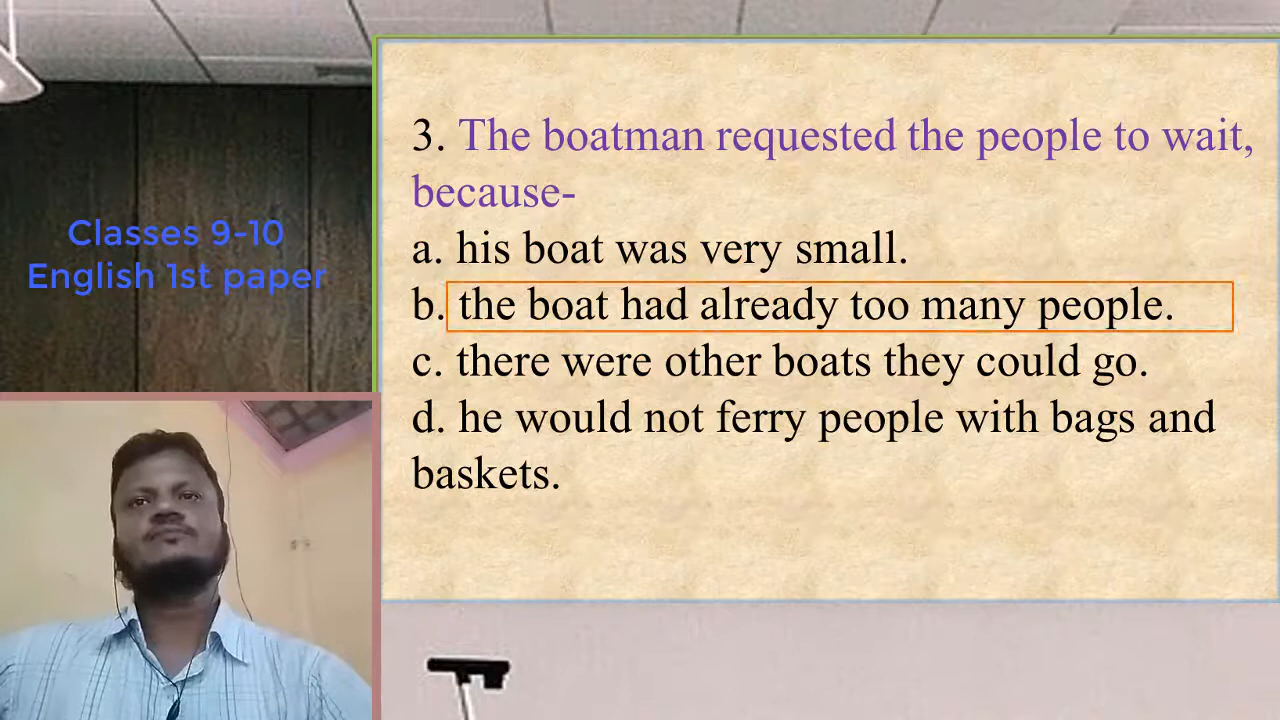 Classes 9-10
English 1st paper
3. The boatman requested the people to wait,
because-
a. his boat was very small.
b. the boat had already too many people.
c. there were other boats they could go.
d. he would not ferry people with bags and
baskets.